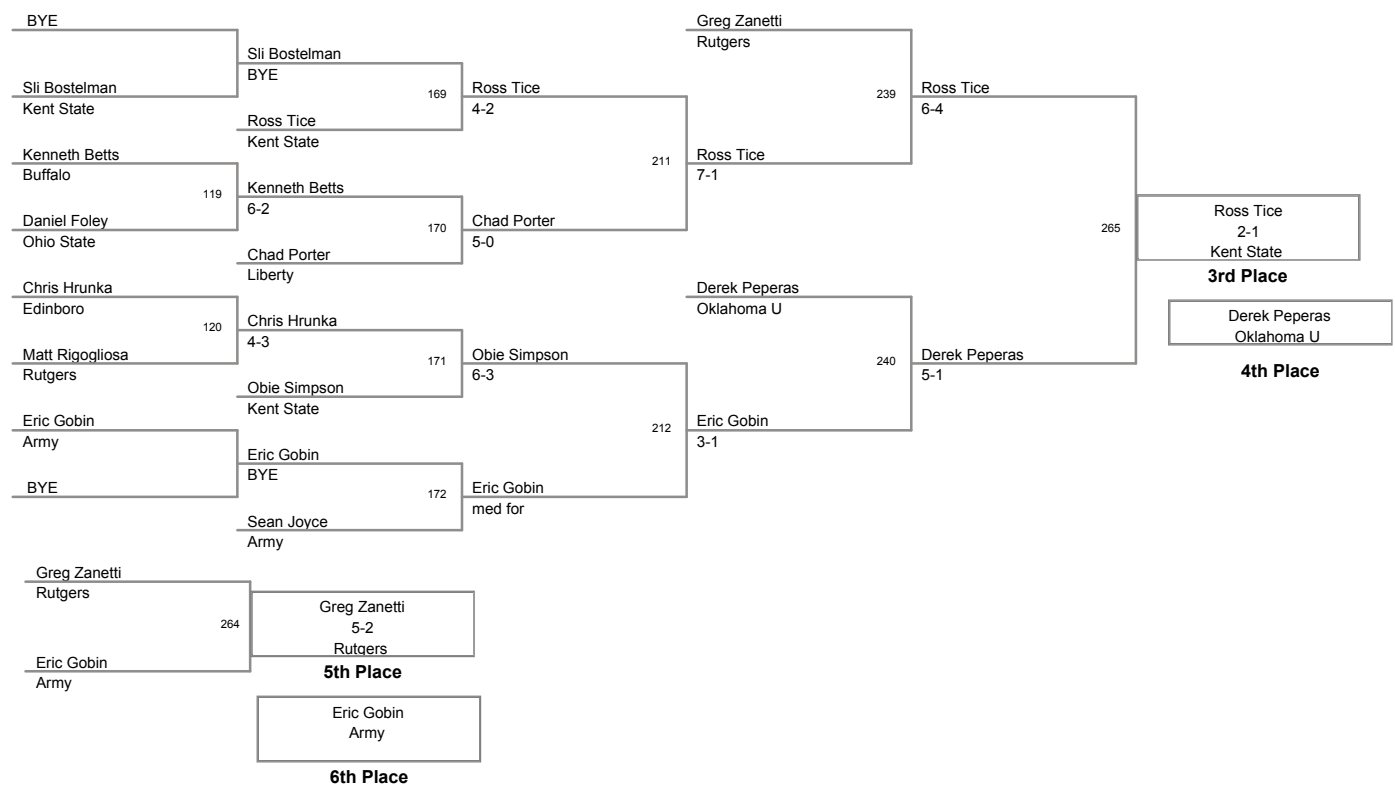 BYE
Sli Bostelman
Kent State
Kenneth Betts
Buffalo
119
Daniel Foley
Ohio State
Chris Hrunka
Edinboro
120
Matt Rigogliosa
Rutgers
Eric Gobin
Army
BYE
Sli Bostelman
BYE
169
Ross Tice
Kent State
Kenneth Betts
6-2
170
Chad Porter
Liberty
Chris Hrunka
4-3
171
Obie Simpson
Kent State
Eric Gobin
BYE
172
Sean Joyce
Army
Ross Tice
4-2
211
Chad Porter
5-0
Obie Simpson
6-3
212
Eric Gobin
med for
Greg Zanetti
Rutgers
239
Ross Tice
7-1
Derek Peperas
Oklahoma U
240
Eric Gobin
3-1
Ross Tice
6-4
265
Derek Peperas
5-1
Ross Tice
2-1
Kent State
3rd Place
Derek Peperas
Oklahoma U
4th Place
Greg Zanetti
Rutgers
264
Eric Gobin
Army
Greg Zanetti
5-2
Rutgers
5th Place
Eric Gobin
Army
6th Place